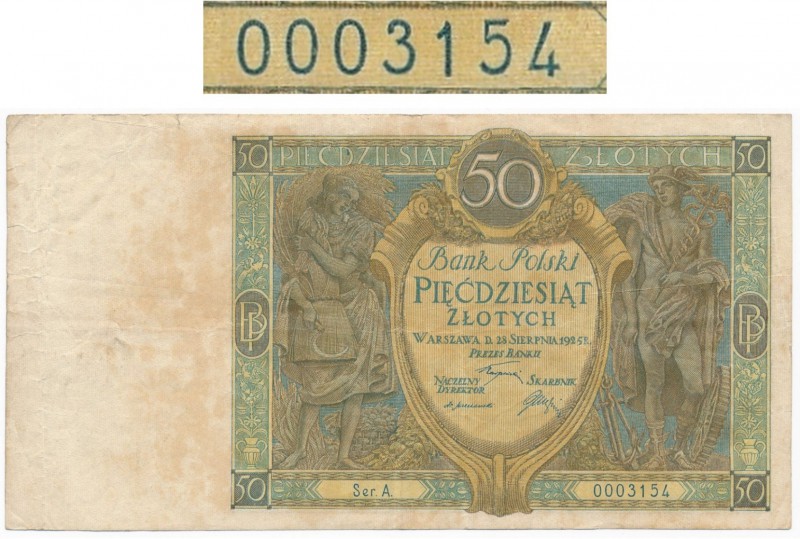 0003154
50 PIĘĆDZIESIĄT 50 ZŁOTYCH 50
Bank Polski
PIĘĆDZIESIĄT
ZŁOTYCH
WARSZAWA D. 28 SIERPNIA 1925 R.
PREZES BANKU
NACZELNY SKARBNIK
DYREKTOR
BP BP
50 Ser. A. 0003154 50